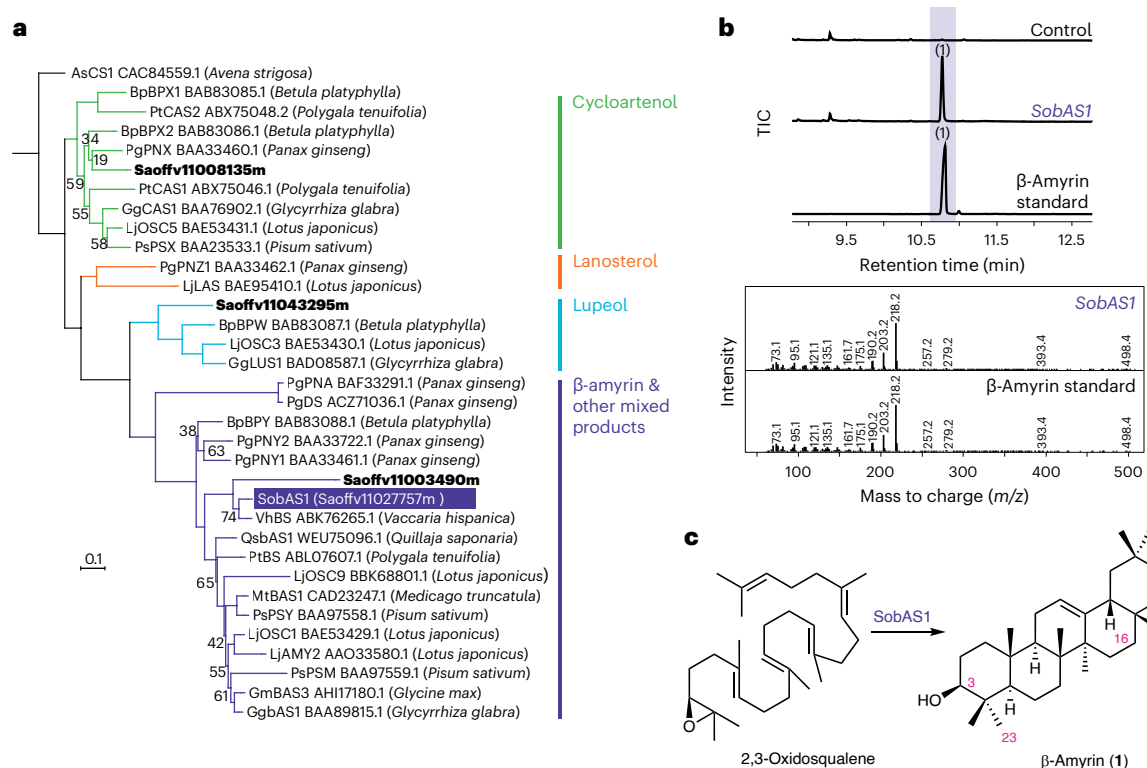 a
AsCS1 CAC84559.1 (Avena strigosa)
BpBPX1 BAB83085.1 (Betula platyphylla)
PtCAS2 ABX75048.2 (Polygala tenuifolia)
BpBPX2 BAB83086.1 (Betula platyphylla)
34
PgPNX BAA33460.1 (Panax ginseng)
19
Saoffv11008135m
59
PtCAS1 ABX75046.1 (Polygala tenuifolia)
GgCAS1 BAA76902.1 (Glycyrrhiza glabra)
55
LjOSC5 BAE53431.1 (Lotus japonicus)
58
PsPSX BAA23533.1 (Pisum sativum)
PgPNZ1 BAA33462.1 (Panax ginseng)
LjLAS BAE95410.1 (Lotus japonicus)
Saoffv11043295m
BpBPW BAB83087.1 (Betula platyphylla)
LjOSC3 BAE53430.1 (Lotus japonicus)
GgLUS1 BAD08587.1 (Glycyrrhiza glabra)
PgPNA BAF33291.1 (Panax ginseng)
PgDS ACZ71036.1 (Panax ginseng)
BpBPY BAB83088.1 (Betula platyphylla)
38
PgPNY2 BAA33722.1 (Panax ginseng)
63
PgPNY1 BAA33461.1 (Panax ginseng)
Saoffv11003490m
SobAS1 (Saoffv11027757m )
74
VhBS ABK76265.1 (Vaccaria hispanica)
QsbAS1 WEU75096.1 (Quillaja saponaria)
PtBS ABL07607.1 (Polygala tenuifolia)
65
LjOSC9 BBK68801.1 (Lotus japonicus)
MtBAS1 CAD23247.1 (Medicago truncatula)
PsPSY BAA97558.1 (Pisum sativum)
LjOSC1 BAE53429.1 (Lotus japonicus)
42
LjAMY2 AAO33580.1 (Lotus japonicus)
55
PsPSM BAA97559.1 (Pisum sativum)
61
GmBAS3 AHI17180.1 (Glycine max)
GgbAS1 BAA89815.1 (Glycyrrhiza glabra)
0.1
Cycloartenol
Lanosterol
Lupeol
β-amyrin &
other mixed
products
b
Control
(1)
SobAS1
(1)
β-Amyrin
standard
TIC
9.5 10.5 11.5 12.5
Retention time (min)
SobAS1
73.1 95.1 121.1 135.1 161.7 175.1 190.2 203.2 218.2 257.2 279.2 393.4 498.4
β-Amyrin standard
73.1 95.1 121.1 135.1 161.7 175.1 190.2 203.2 218.2 257.2 279.2 393.4 498.4
Intensity
100 200 300 400 500
Mass to charge (m/z)
c
SobAS1
O
2,3-Oxidosqualene
H
16
H
3
HO
H
23
β-Amyrin (1)